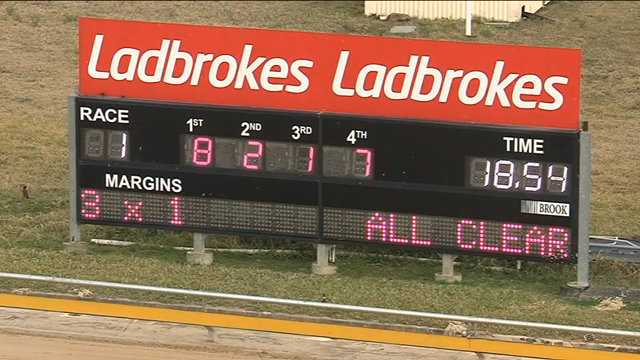 Ladbrokes Ladbrokes
RACE 1ST 2ND 3RD 4TH TIME
1 8 2 1 7 18.54
MARGINS BROOK
3 x 1 ALL CLEAR